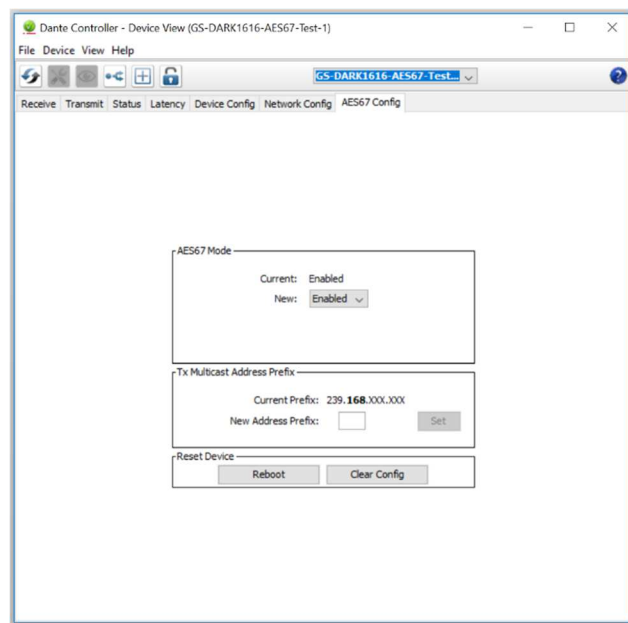 Dante Controller - Device View (GS-DARK1616-AES67-Test-1)
File Device View Help
GS-DARK1616-AES67-Test...
Receive Transmit Status Latency Device Config Network Config AES67 Config
AES67 Mode
Current: Enabled
New: Enabled
Tx Multicast Address Prefix
Current Prefix: 239.168.XXX.XXX
New Address Prefix: Set
Reset Device
Reboot Clear Config